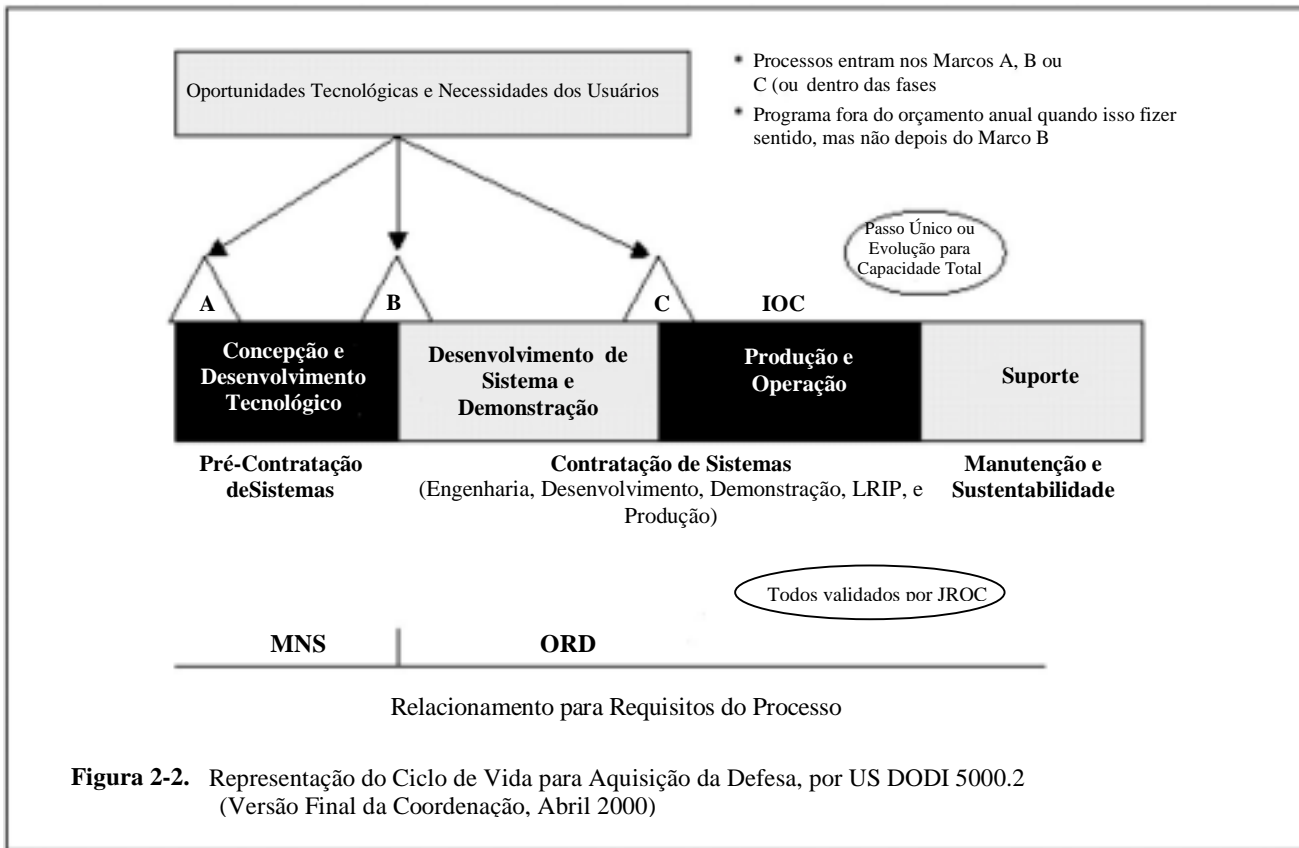 Oportunidades Tecnológicas e Necessidades dos Usuários
* Processos entram nos Marcos A, B ou
C (ou dentro das fases
* Programa fora do orçamento anual quando isso fizer
sentido, mas não depois do Marco B
Passo Único ou
Evolução para
Capacidade Total
A
B
C
IOC
Concepção e
Desenvolvimento
Tecnológico
Desenvolvimento de
Sistema e
Demonstração
Produção e
Operação
Suporte
Pré-Contratação
deSistemas
Contratação de Sistemas
(Engenharia, Desenvolvimento, Demonstração, LRIP, e
Produção)
Manutenção e
Sustentabilidade
Todos validados por JROC
MNS
ORD
Relacionamento para Requisitos do Processo
Figura 2-2. Representação do Ciclo de Vida para Aquisição da Defesa, por US DODI 5000.2
(Versão Final da Coordenação, Abril 2000)